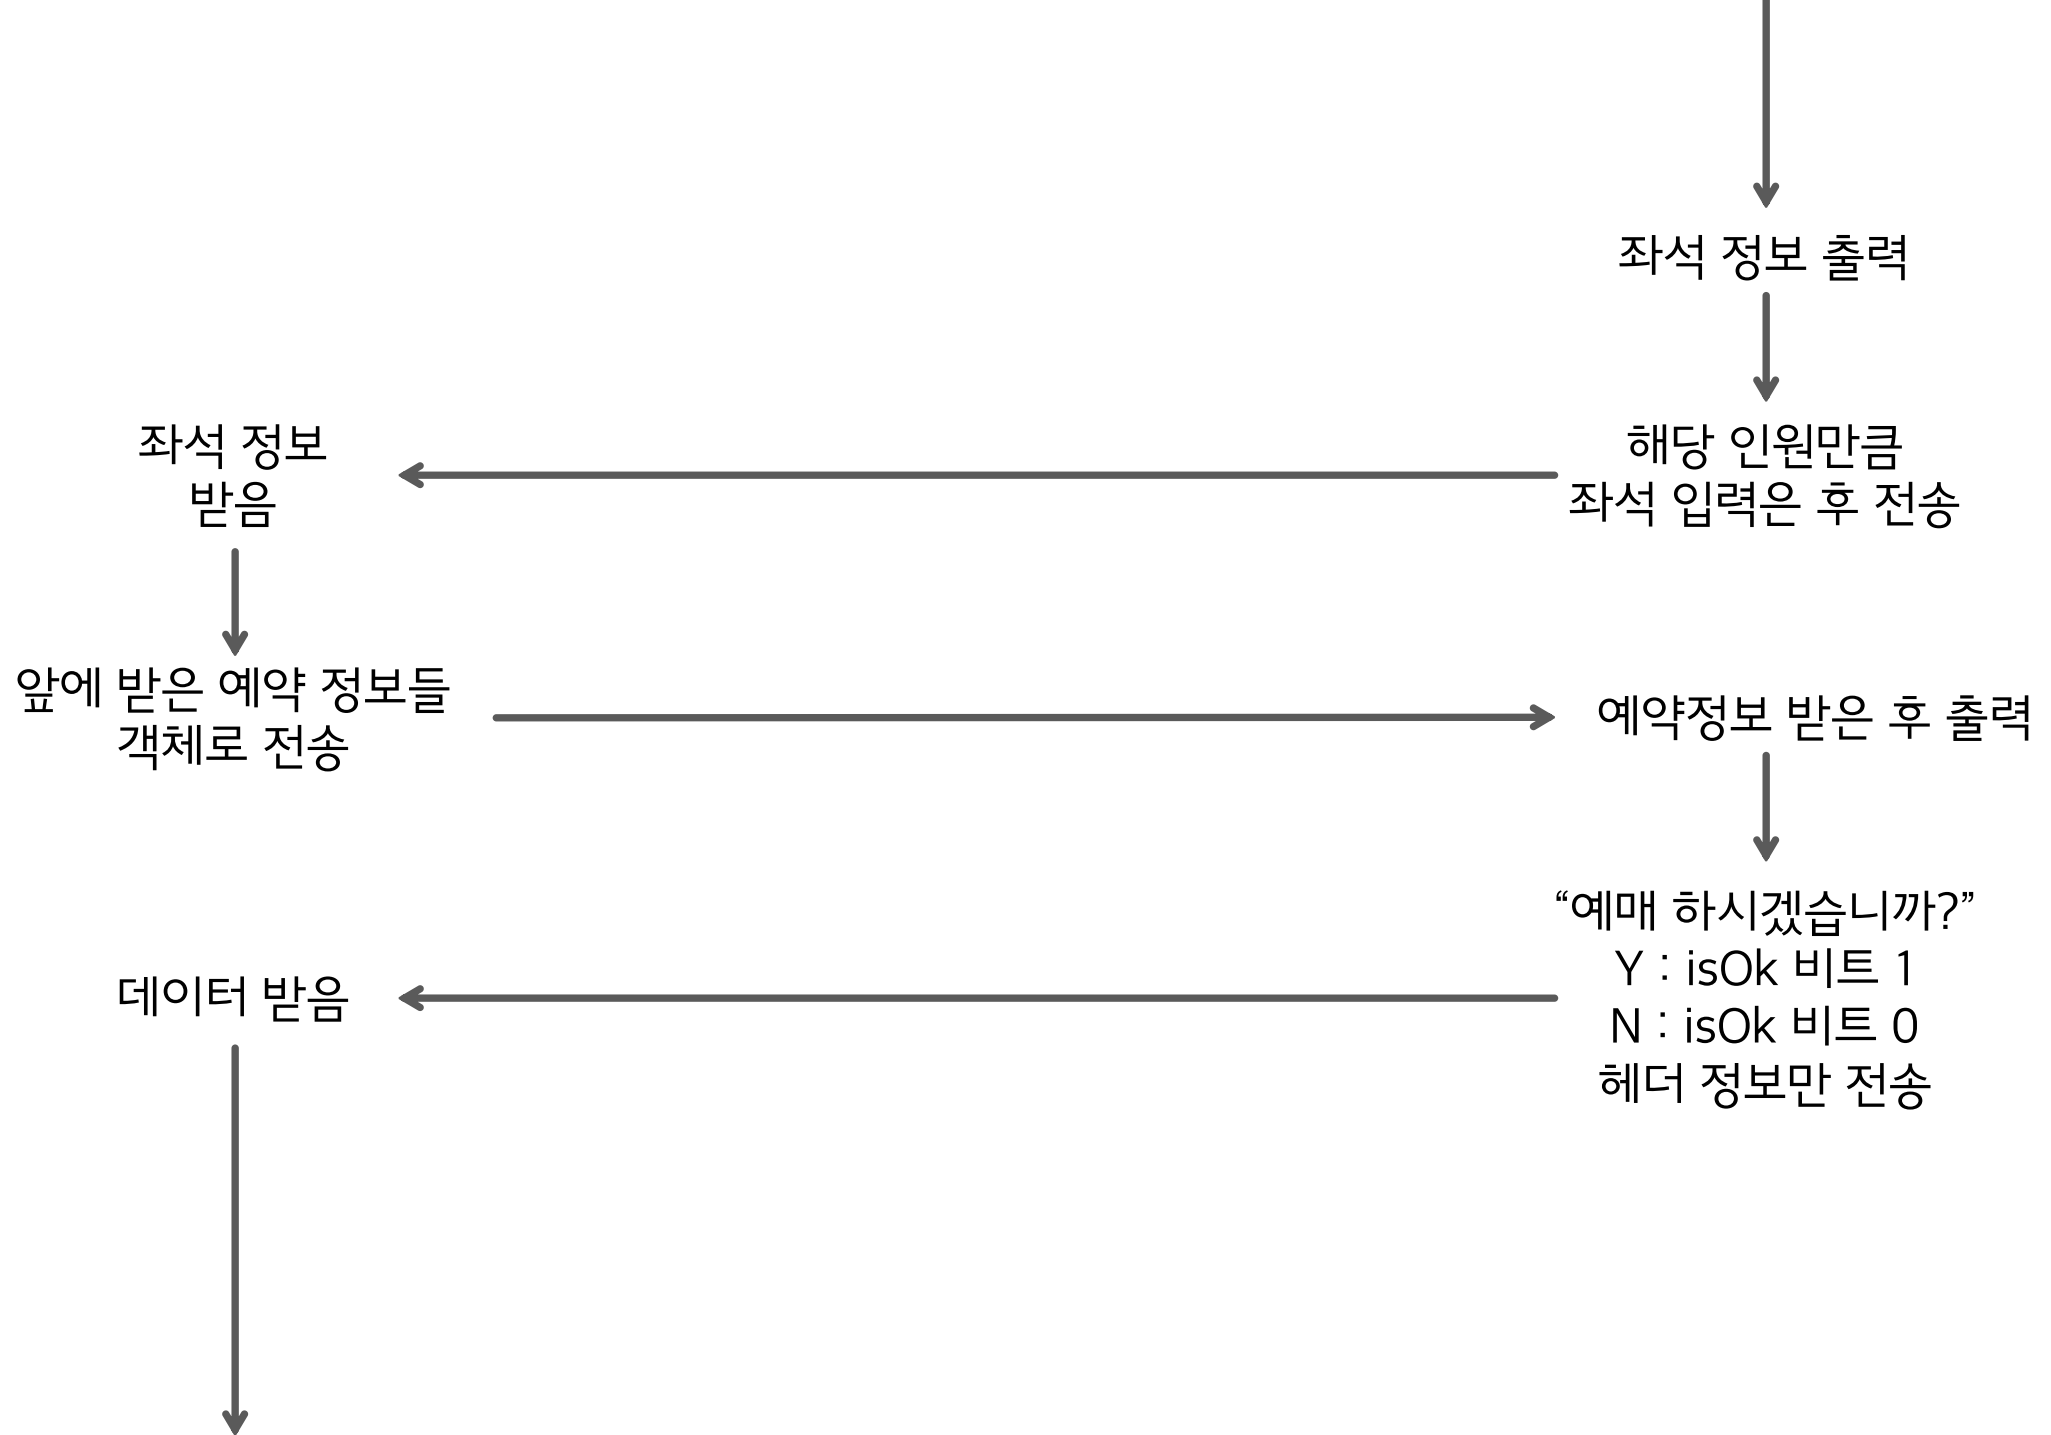 좌석 정보 출력
좌석 정보
받음
해당 인원만큼
좌석 입력은 후 전송
앞에 받은 예약 정보들
객체로 전송
예약정보 받은 후 출력
“예매 하시겠습니까?”
Y : isOk 비트 1
N : isOk 비트 0
헤더 정보만 전송
데이터 받음